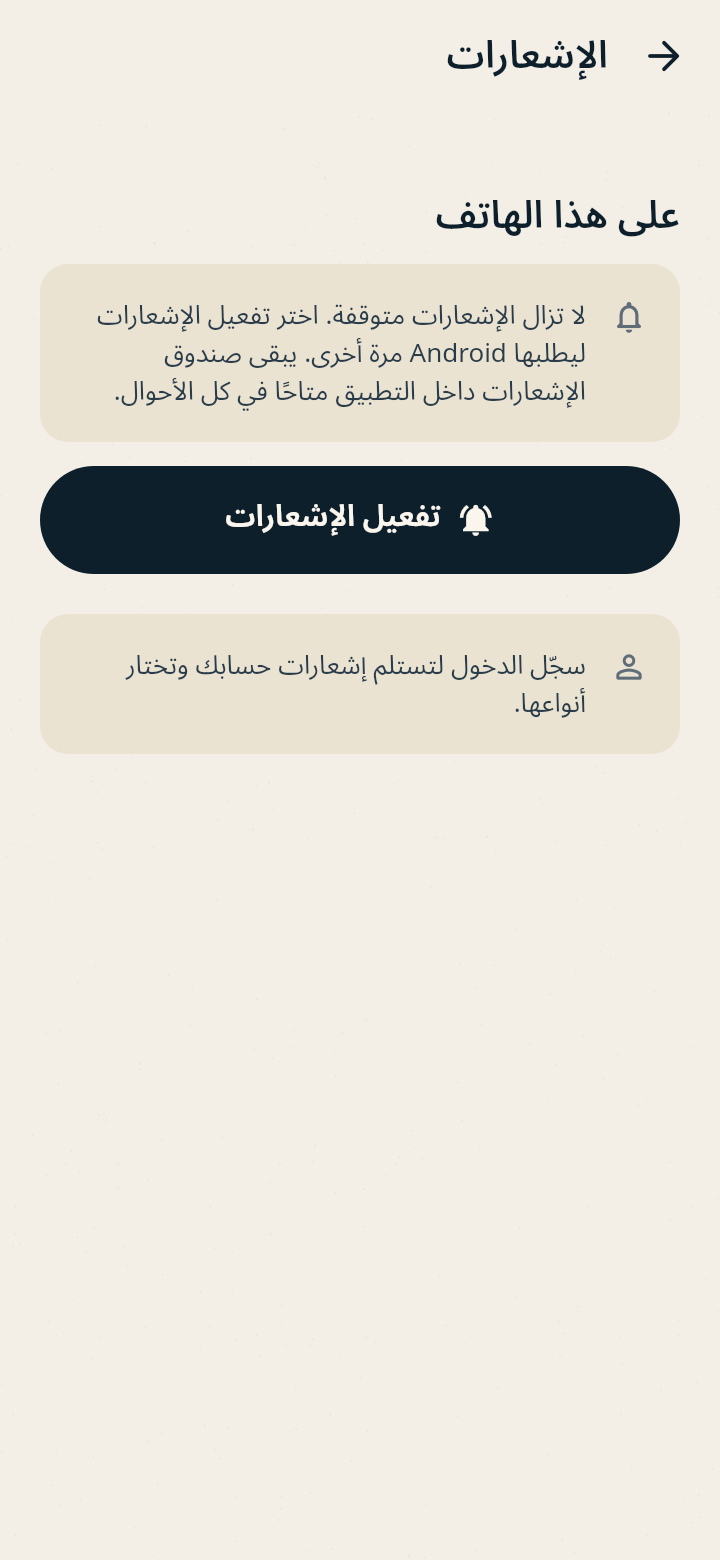 الإشعارات
على هذا الهاتف
لا تزال الإشعارات متوقفة. اختر تفعيل الإشعارات
ليطلبها Android مرة أخرى. يبقى صندوق
الإشعارات داخل التطبيق متاحًا في كل الأحوال.
تفعيل الإشعارات
سجّل الدخول لتستلم إشعارات حسابك وتختار
أنواعها.